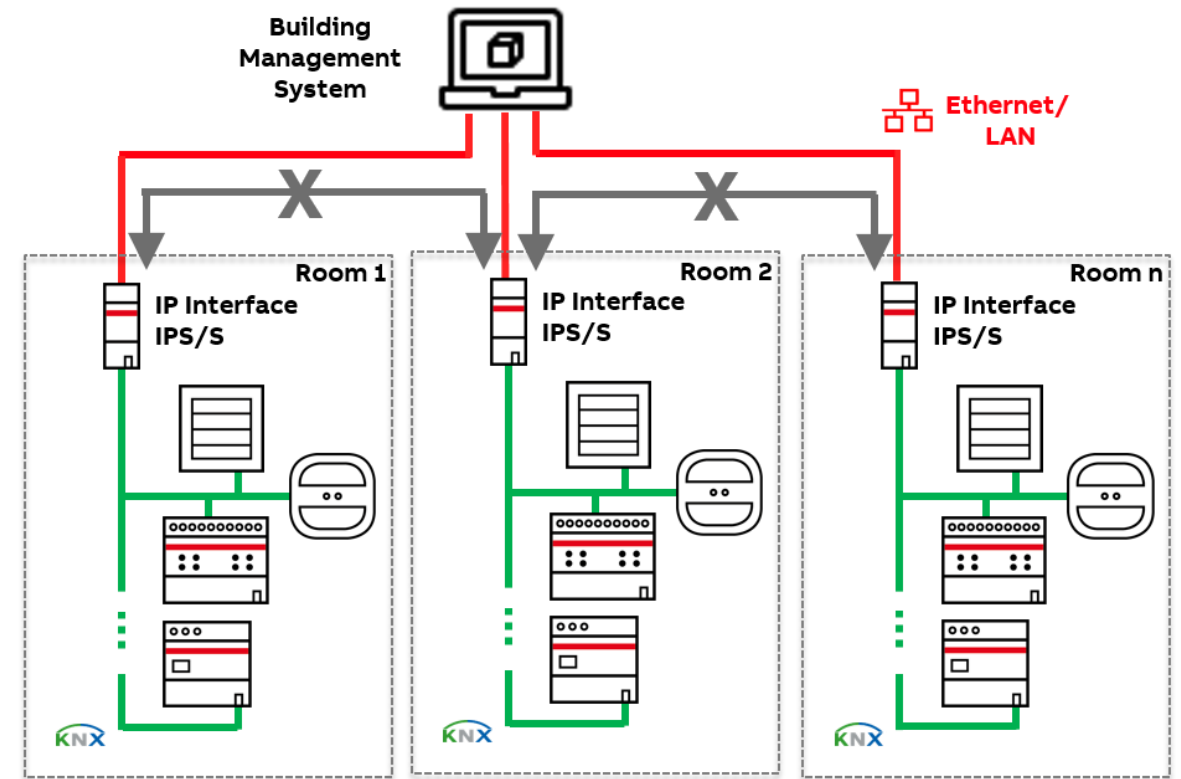 Building
Management
System
Ethernet/
LAN
Room 1
Room 2
Room n
IP Interface
IPS/S
IP Interface
IPS/S
IP Interface
IPS/S
KNX
KNX
KNX